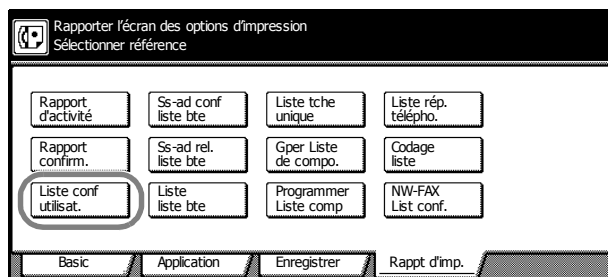 Rapporter l'écran des options d'impression
Sélectionner référence
Rapport
d'activité
Ss-ad conf
liste bte
Liste tche
unique
Liste rép.
télépho.
Rapport
confirm.
Ss-ad rel.
liste bte
Gper Liste
de compo.
Codage
liste
Liste conf
utilisat.
Liste
liste bte
Programmer
Liste comp
NW-FAX
List conf.
Basic
Application
Enregistrer
Rappt d'imp.